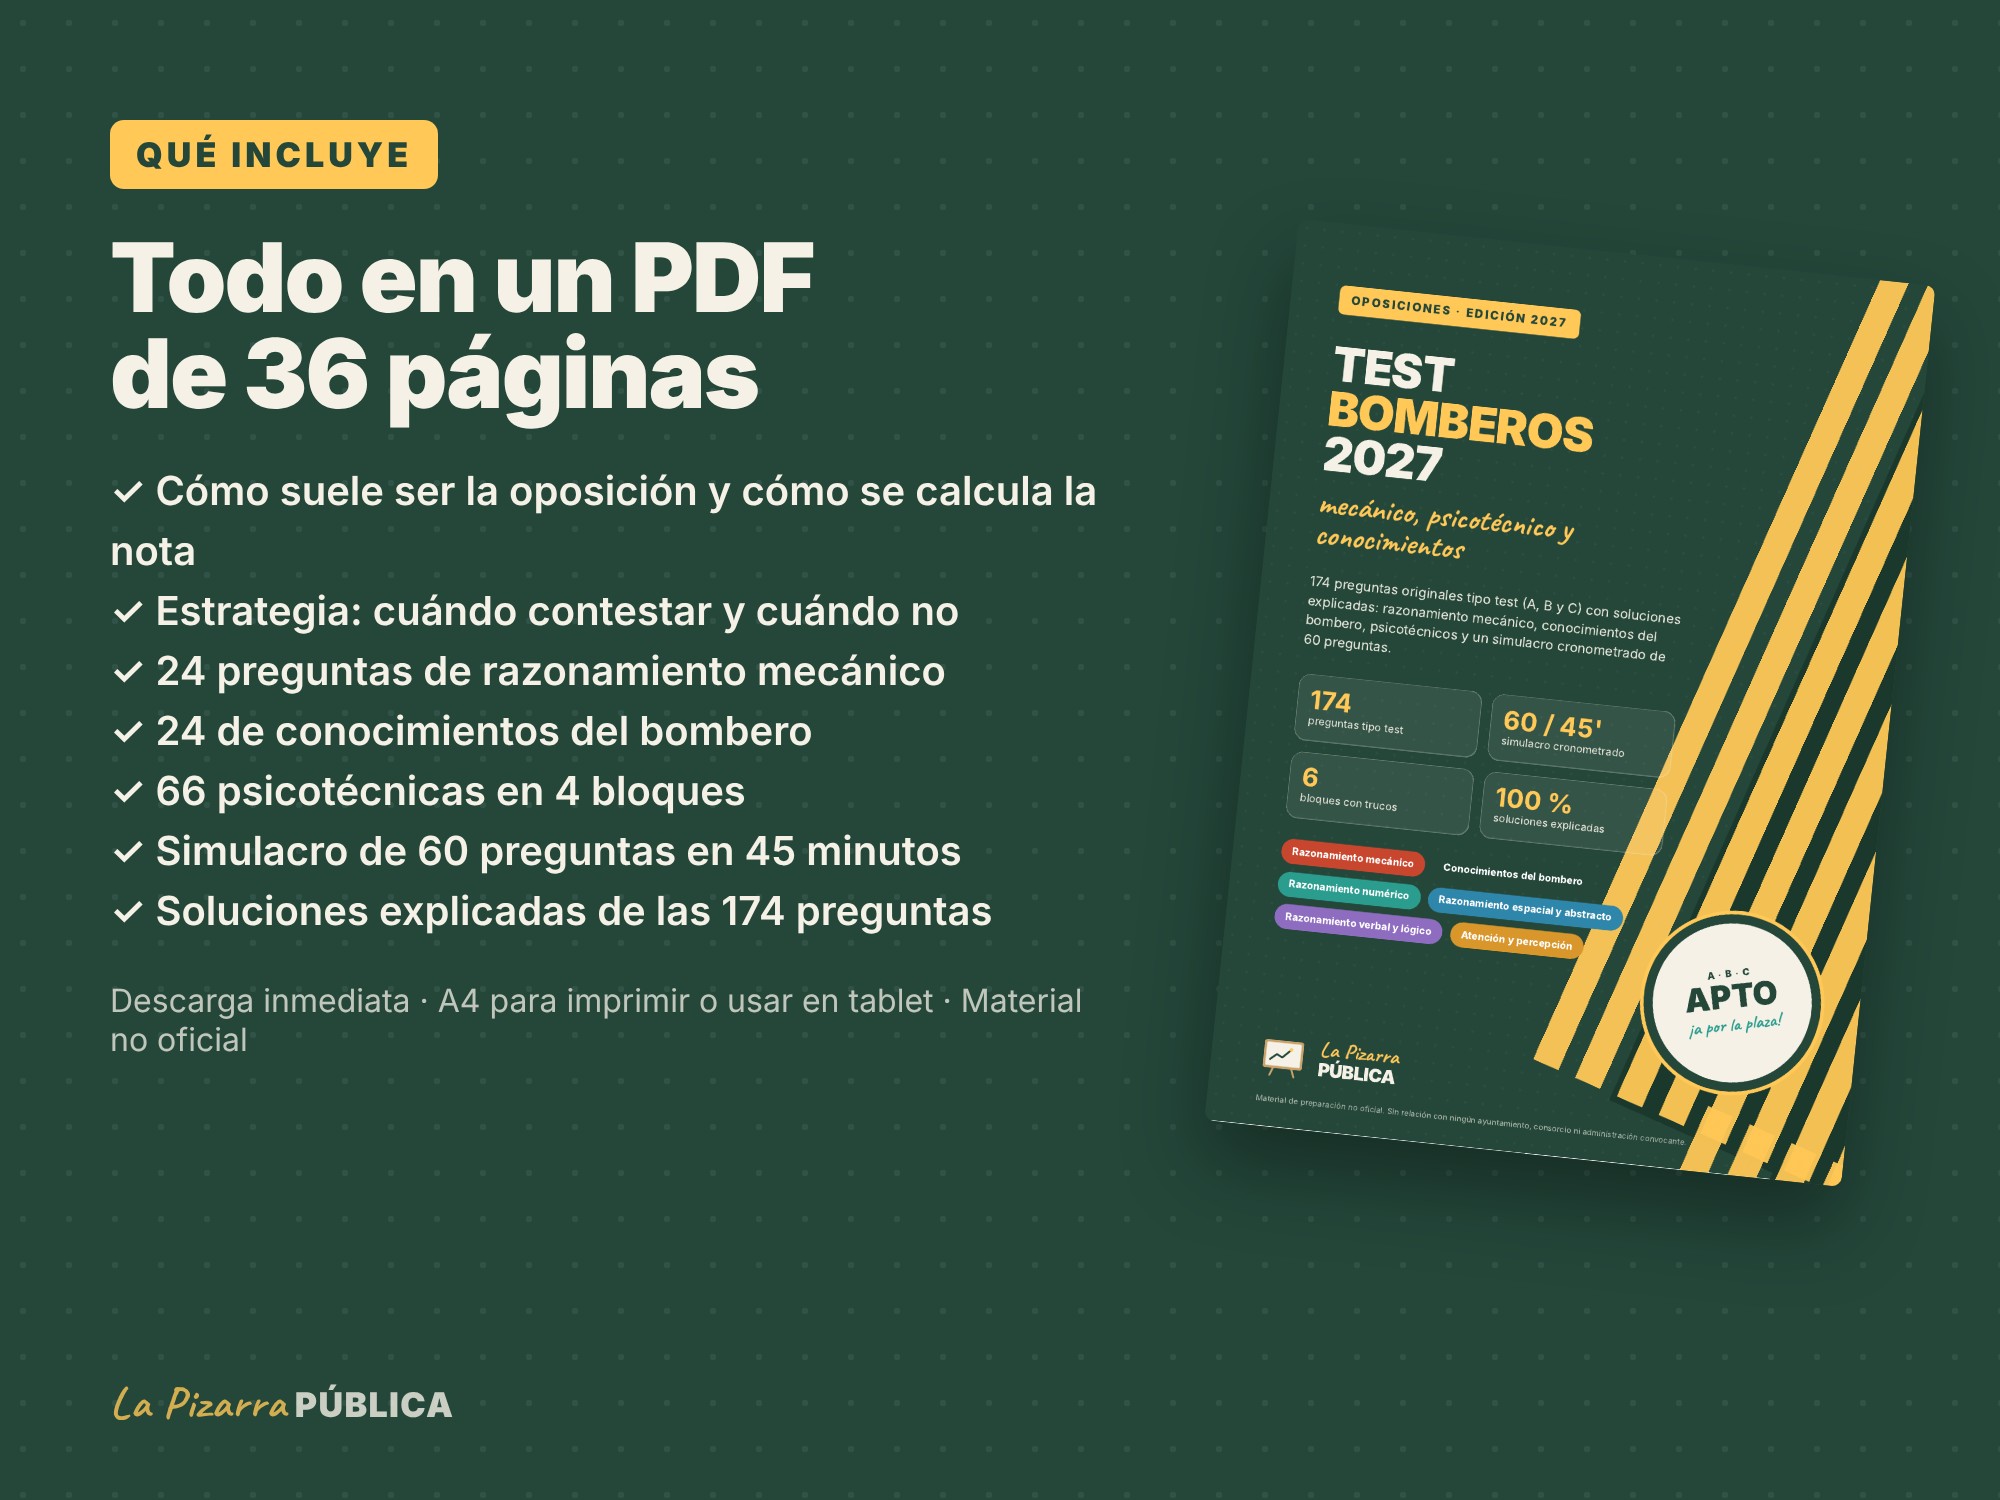 QUÉ INCLUYE
Todo en un PDF
de 36 páginas
✓ Cómo suele ser la oposición y cómo se calcula la
nota
✓ Estrategia: cuándo contestar y cuándo no
✓ 24 preguntas de razonamiento mecánico
✓ 24 de conocimientos del bombero
✓ 66 psicotécnicas en 4 bloques
✓ Simulacro de 60 preguntas en 45 minutos
✓ Soluciones explicadas de las 174 preguntas
Descarga inmediata · A4 para imprimir o usar en tablet · Material
no oficial
La Pizarra PÚBLICA
OPOSICIONES · EDICIÓN 2027
TEST
BOMBEROS
2027
mecánico, psicotécnico y
conocimientos
174 preguntas originales tipo test (A, B y C) con soluciones
explicadas: razonamiento mecánico, conocimientos del
bombero, psicotécnicos y un simulacro cronometrado de
60 preguntas.
174
preguntas tipo test
60 / 45'
simulacro cronometrado
6
bloques con trucos
100 %
soluciones explicadas
Razonamiento mecánico
Conocimientos del bombero
Razonamiento numérico
Razonamiento espacial y abstracto
Razonamiento verbal y lógico
Atención y percepción
A · B · C
APTO
¡a por la plaza!
La Pizarra
PÚBLICA
Material de preparación no oficial. Sin relación con ningún ayuntamiento, consorcio ni administración convocante.